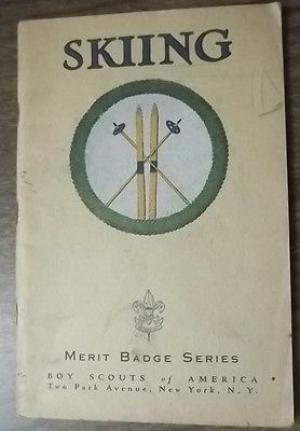 SKIING
MERIT BADGE SERIES
BOY SCOUTS of AMERICA
Two Park Avenue, New York, N. Y.